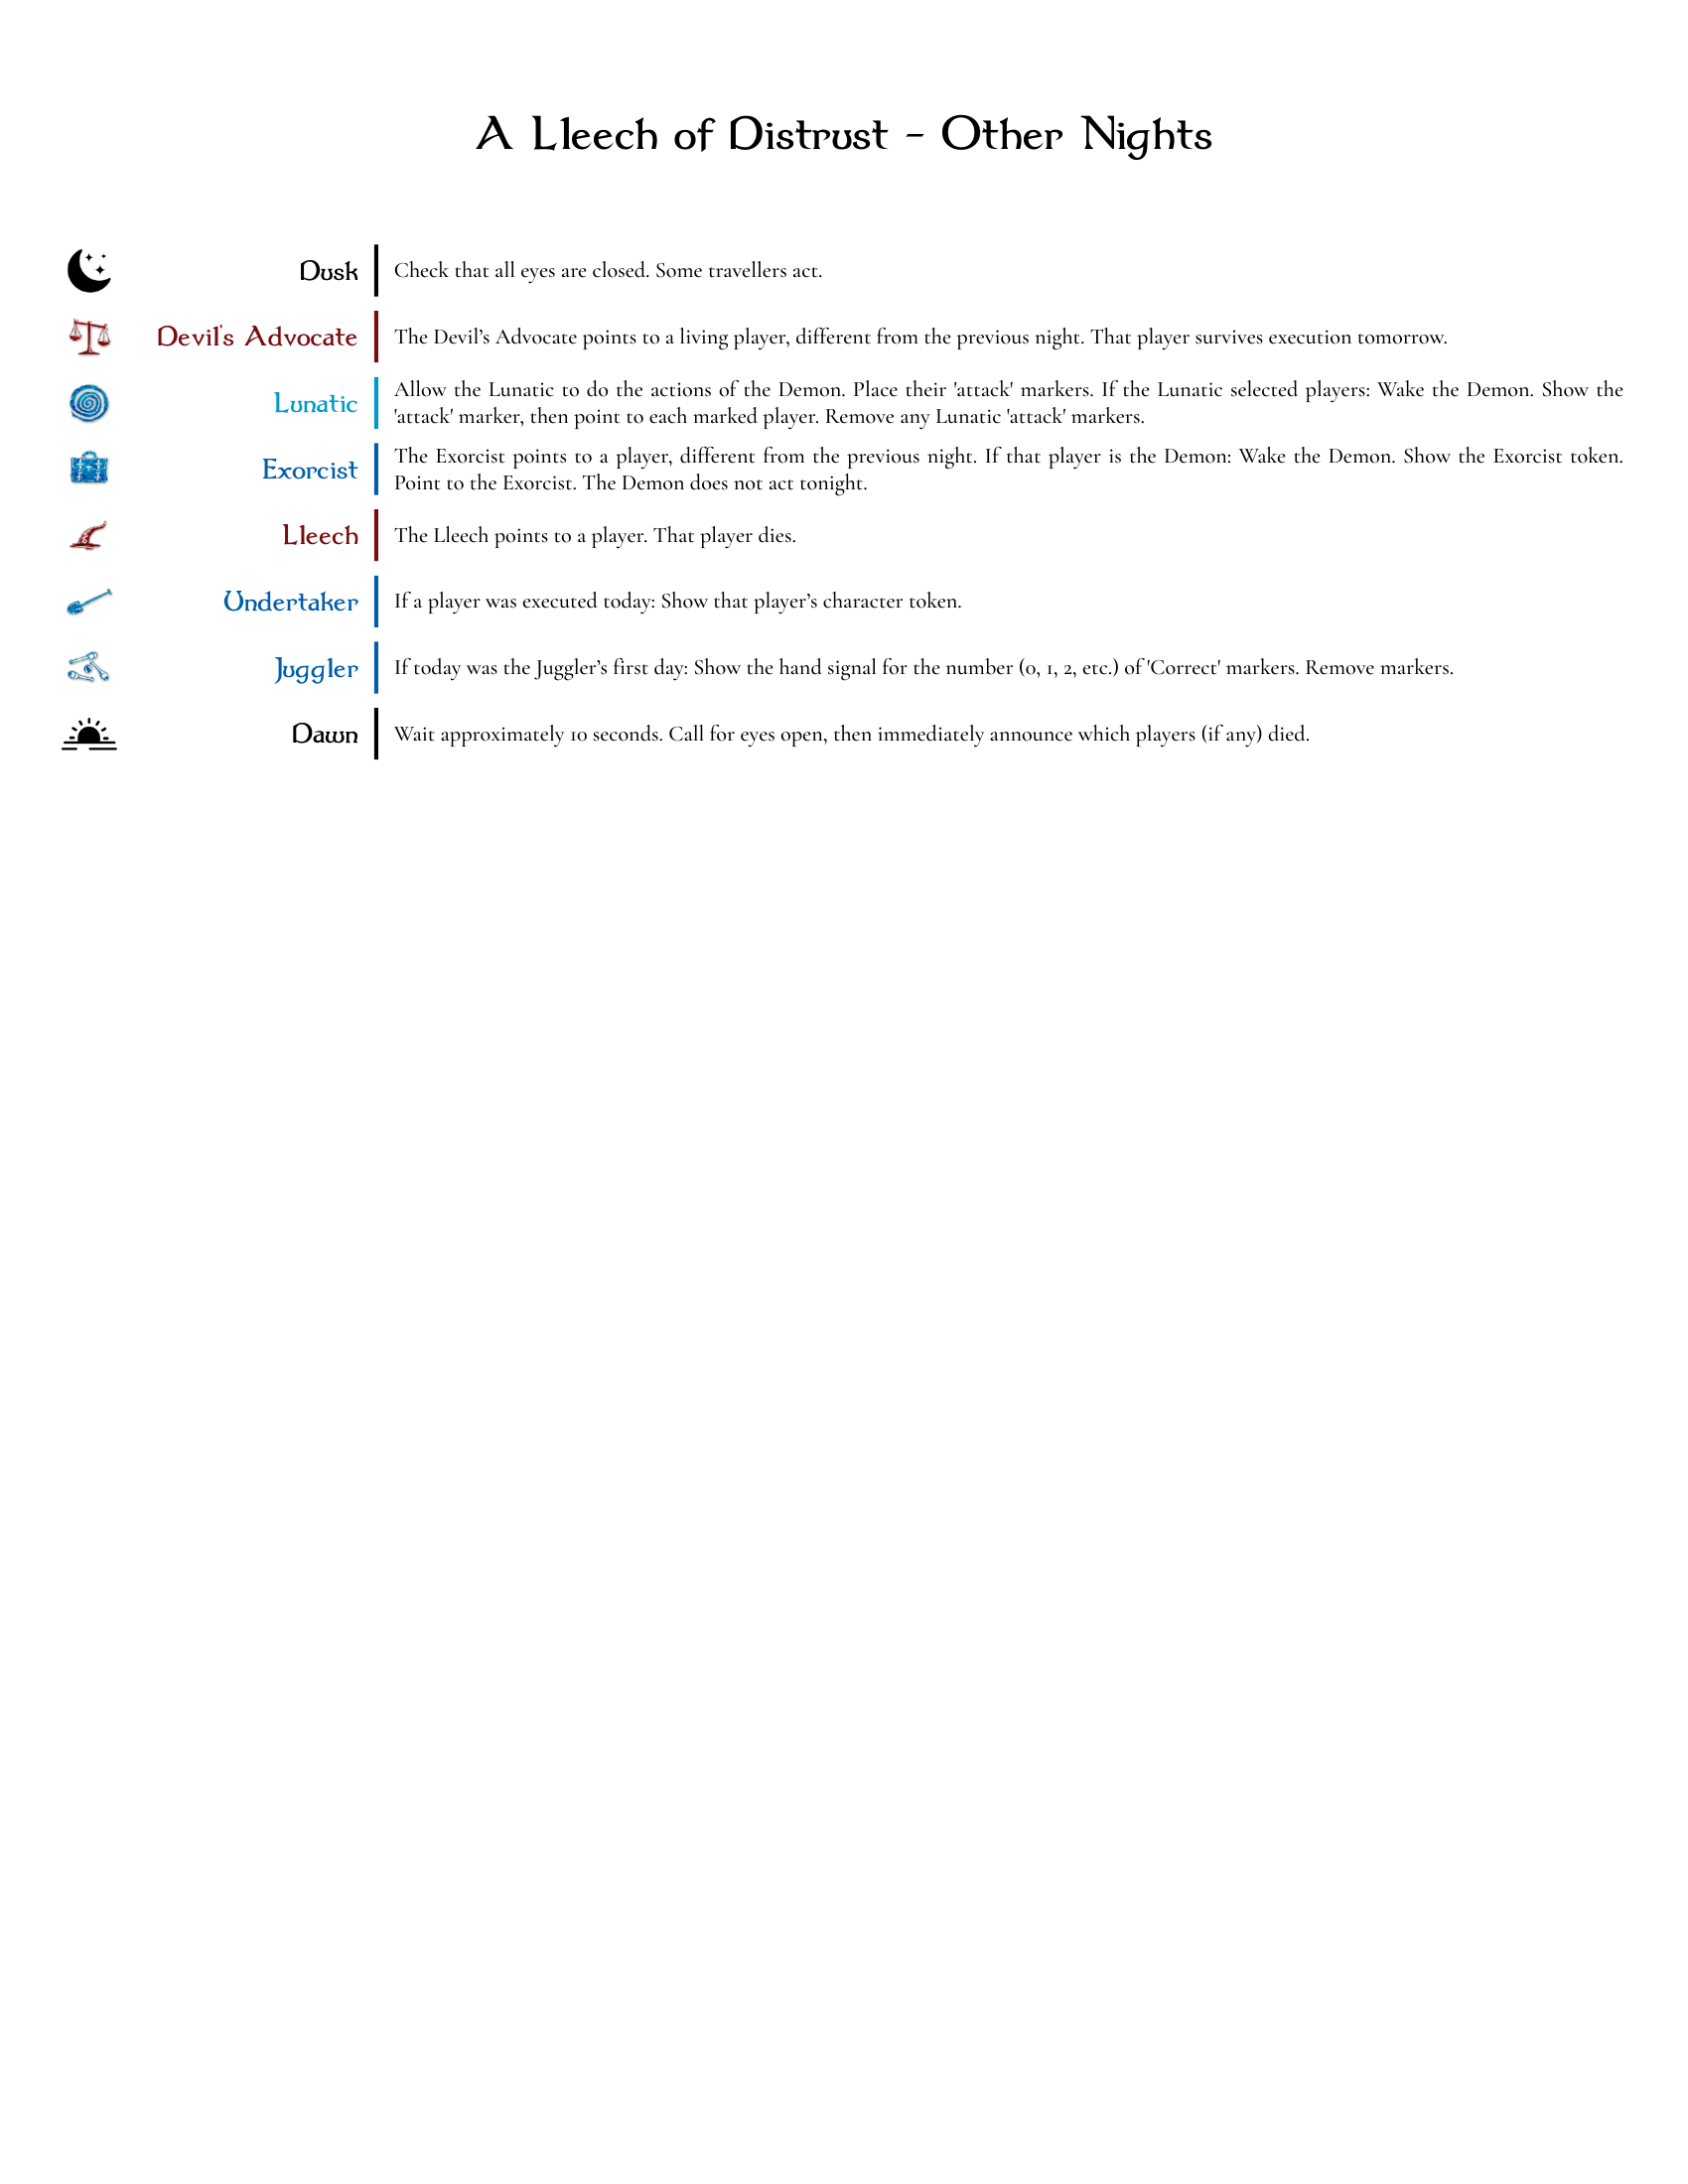 A Lleech of Distrust - Other Nights
Dusk
Check that all eyes are closed. Some travellers act.
Devil's Advocate
The Devil’s Advocate points to a living player, different from the previous night. That player survives execution tomorrow.
Lunatic
Allow the Lunatic to do the actions of the Demon. Place their 'attack' markers. If the Lunatic selected players: Wake the Demon. Show the
'attack' marker, then point to each marked player. Remove any Lunatic 'attack' markers.
Exorcist
The Exorcist points to a player, different from the previous night. If that player is the Demon: Wake the Demon. Show the Exorcist token.
Point to the Exorcist. The Demon does not act tonight.
Lleech
The Lleech points to a player. That player dies.
Undertaker
If a player was executed today: Show that player’s character token.
Juggler
If today was the Juggler’s first day: Show the hand signal for the number (0, 1, 2, etc.) of 'Correct' markers. Remove markers.
Dawn
Wait approximately 10 seconds. Call for eyes open, then immediately announce which players (if any) died.